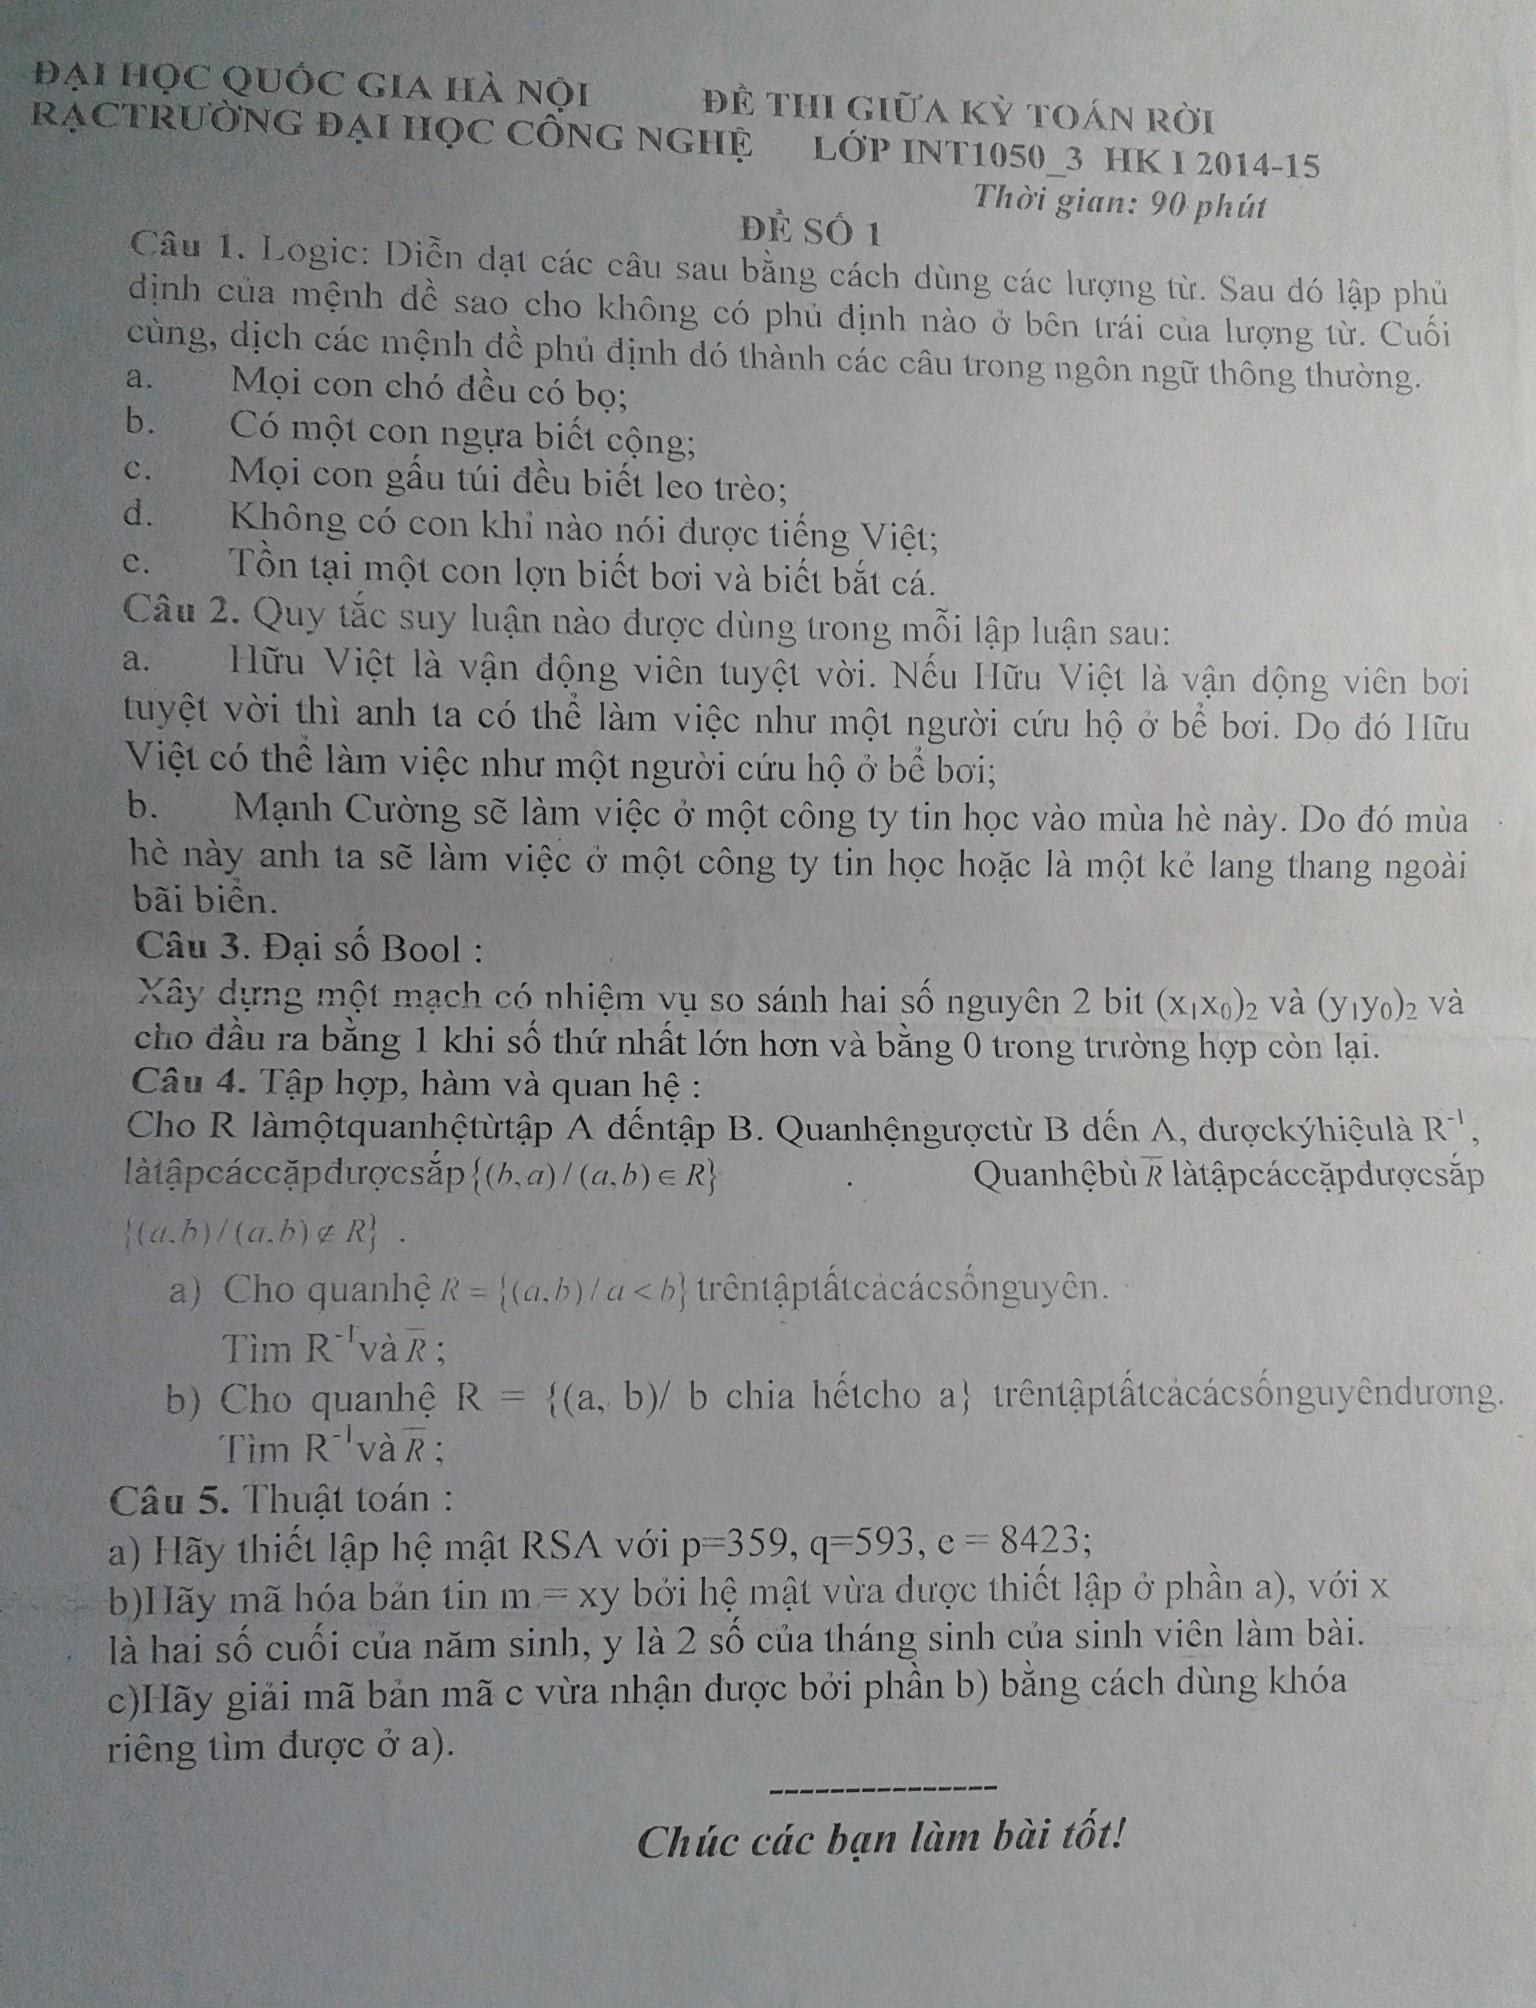 ĐẠI HỌC QUỐC GIA HÀ NỘI ĐỀ THI GIỮA KỲ TOÁN RỜI
RẠCTRƯỜNG ĐẠI HỌC CÔNG NGHỆ LỚP INT1050_3 HK I 2014-15
Thời gian: 90 phút
ĐỀ SỐ 1
Câu 1. Logic: Diễn đạt các câu sau bằng cách dùng các lượng từ. Sau đó lập phủ
định của mệnh đề sao cho không có phủ định nào ở bên trái của lượng từ. Cuối
cùng, dịch các mệnh đề phủ định đó thành các câu trong ngôn ngữ thông thường.
a. Mọi con chó đều có bọ;
b. Có một con ngựa biết cộng;
c. Mọi con gấu túi đều biết leo trèo;
d. Không có con khỉ nào nói được tiếng Việt;
e. Tồn tại một con lợn biết bơi và biết bắt cá.
Câu 2. Quy tắc suy luận nào được dùng trong mỗi lập luận sau:
a. Hữu Việt là vận động viên tuyệt vời. Nếu Hữu Việt là vận động viên bơi
tuyệt vời thì anh ta có thể làm việc như một người cứu hộ ở bể bơi. Do đó Hữu
Việt có thể làm việc như một người cứu hộ ở bể bơi;
b. Mạnh Cường sẽ làm việc ở một công ty tin học vào mùa hè này. Do đó mùa
hè này anh ta sẽ làm việc ở một công ty tin học hoặc là một kẻ lang thang ngoài
bãi biển.
Câu 3. Đại số Bool :
Xây dựng một mạch có nhiệm vụ so sánh hai số nguyên 2 bit (x₁x₀)₂ và (y₁y₀)₂ và
cho đầu ra bằng 1 khi số thứ nhất lớn hơn và bằng 0 trong trường hợp còn lại.
Câu 4. Tập hợp, hàm và quan hệ :
Cho R làmộtquanhệtừtập A đếntập B. Quanhệngượctừ B đến A, đượckýhiệulà R⁻¹,
làtậpcáccặpđượcsắp {(b,a) / (a,b) ∈ R} . Quanhệbù R̅ làtậpcáccặpđượcsắp
{(a.b) / (a.b) ∉ R} .
a) Cho quanhệ R = {(a,b) / a < b} trêntậptấtcảcácsốnguyên.
Tìm R⁻¹và R̅ ;
b) Cho quanhệ R = {(a, b)/ b chia hếtcho a} trêntậptấtcảcácsốnguyêndương.
Tìm R⁻¹và R̅ ;
Câu 5. Thuật toán :
a) Hãy thiết lập hệ mật RSA với p=359, q=593, e = 8423;
b)Hãy mã hóa bản tin m = xy bởi hệ mật vừa được thiết lập ở phần a), với x
là hai số cuối của năm sinh, y là 2 số của tháng sinh của sinh viên làm bài.
c)Hãy giải mã bản mã c vừa nhận được bởi phần b) bằng cách dùng khóa
riêng tìm được ở a).
---------------
Chúc các bạn làm bài tốt!